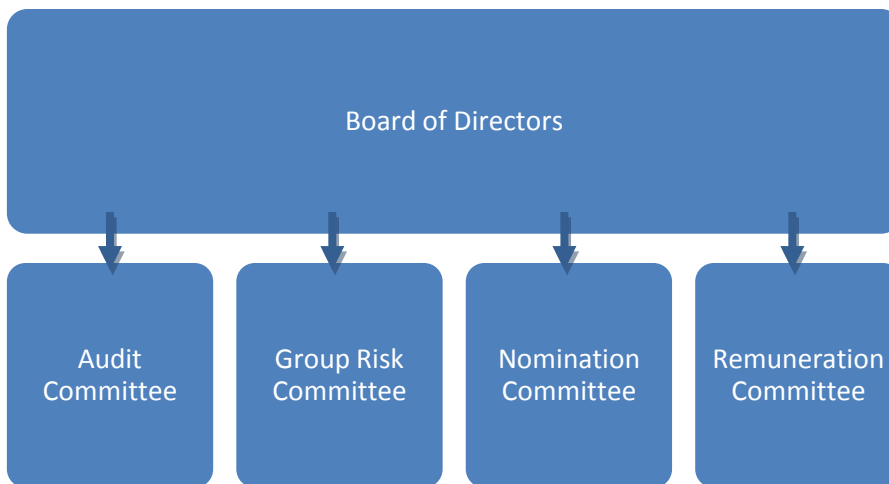 Board of Directors
Audit
Committee
Group Risk
Committee
Nomination
Committee
Remuneration
Committee